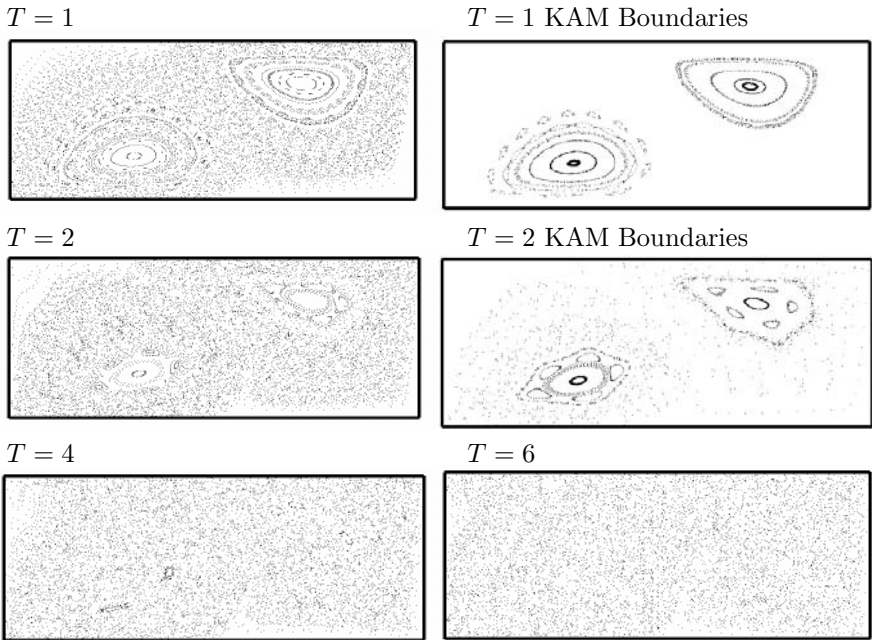 T = 1
T = 1 KAM Boundaries
T = 2
T = 2 KAM Boundaries
T = 4
T = 6